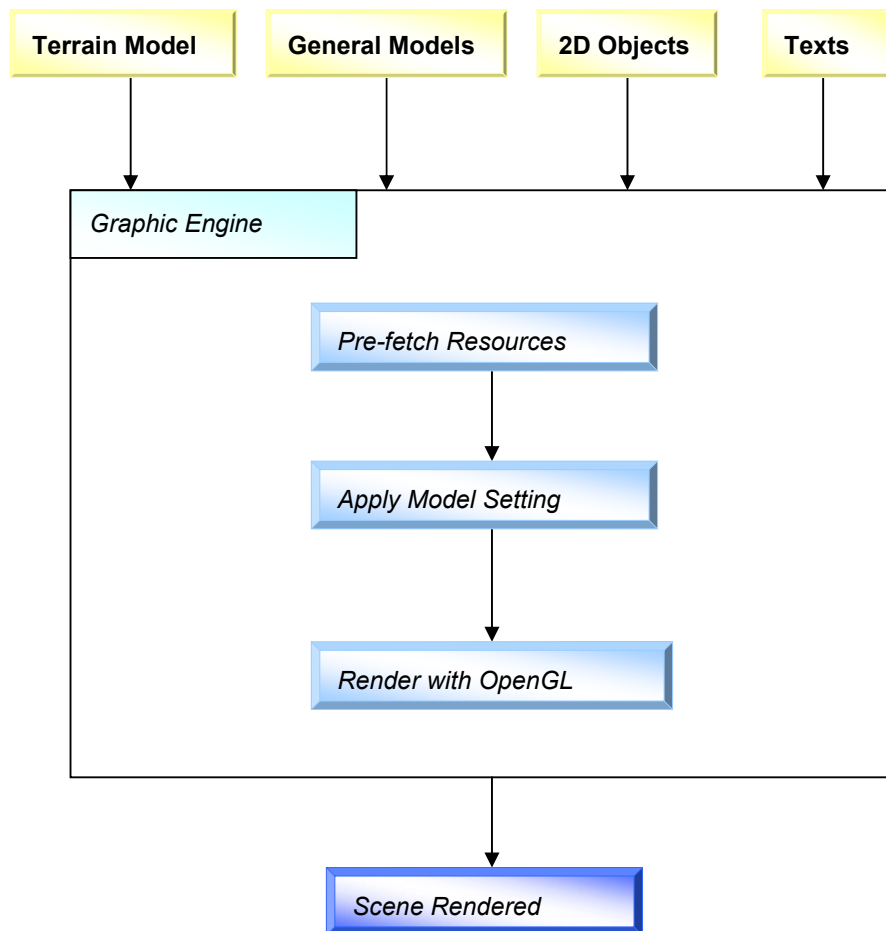 Terrain Model
General Models
2D Objects
Texts
Graphic Engine
Pre-fetch Resources
Apply Model Setting
Render with OpenGL
Scene Rendered